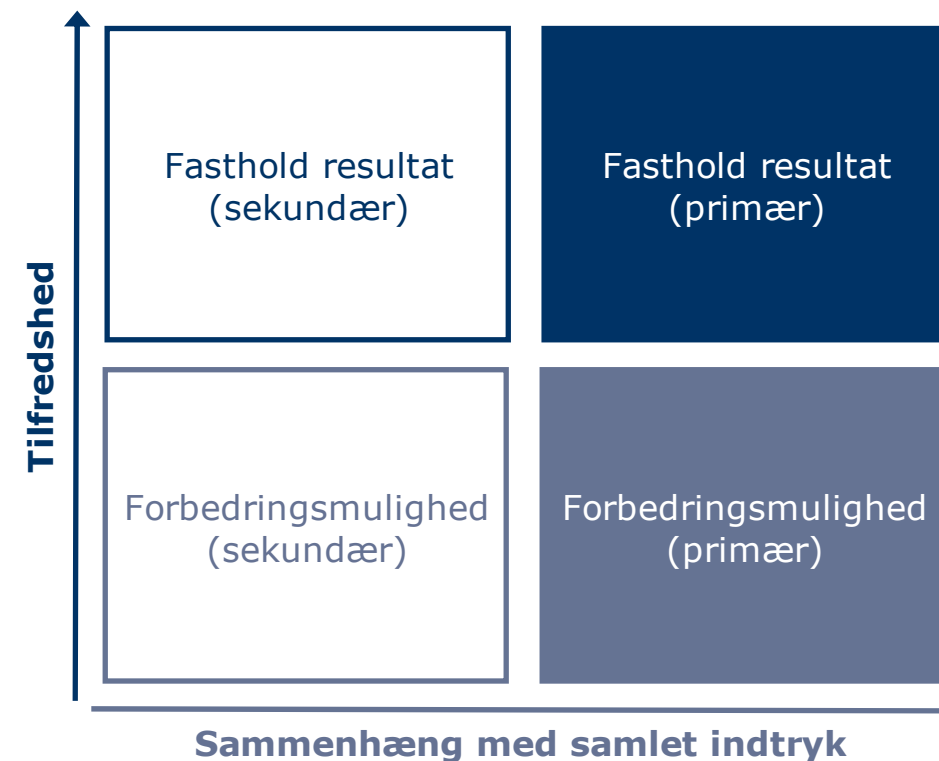 Tilfredshed
Fasthold resultat
(sekundær)
Fasthold resultat
(primær)
Forbedringsmulighed
(sekundær)
Forbedringsmulighed
(primær)
Sammenhæng med samlet indtryk